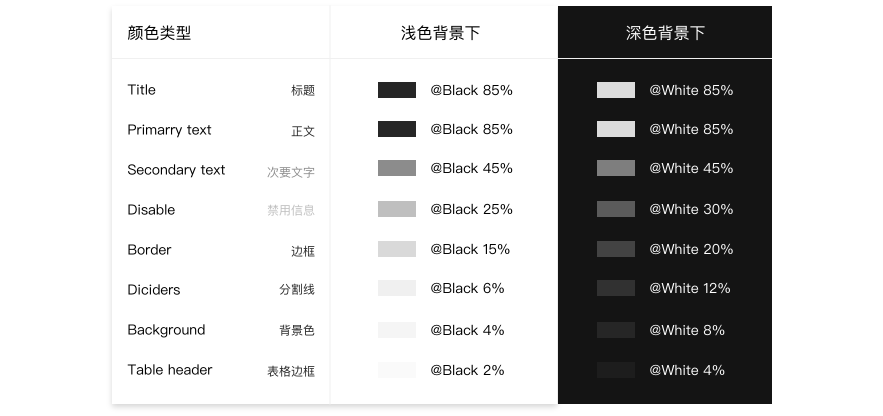 颜色类型 浅色背景下 深色背景下
Title 标题 @Black 85% @White 85%
Primarry text 正文 @Black 85% @White 85%
Secondary text 次要文字 @Black 45% @White 45%
Disable 禁用信息 @Black 25% @White 30%
Border 边框 @Black 15% @White 20%
Diciders 分割线 @Black 6% @White 12%
Background 背景色 @Black 4% @White 8%
Table header 表格边框 @Black 2% @White 4%